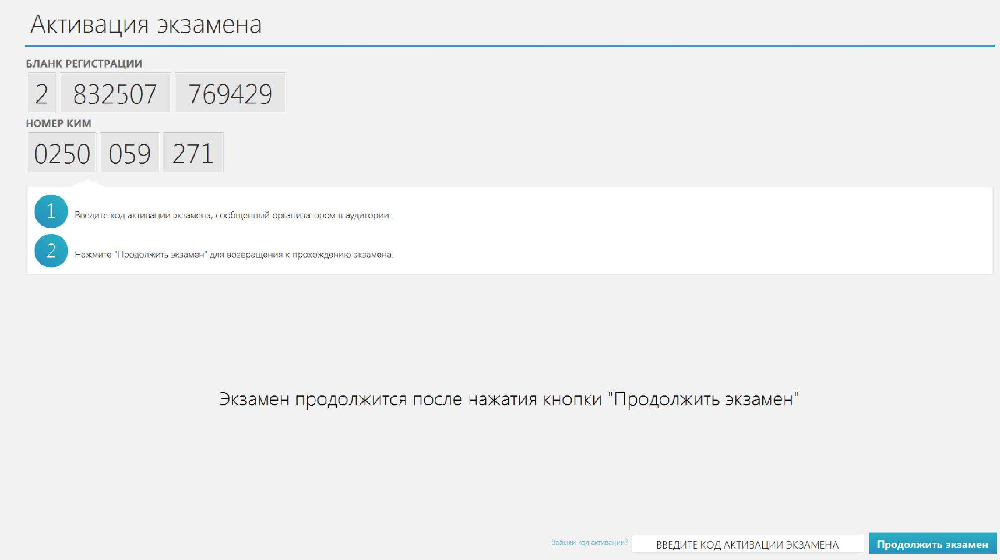 Активация экзамена
БЛАНК РЕГИСТРАЦИИ
2 832507 769429
НОМЕР КИМ
0250 059 271
1 Введите код активации экзамена, сообщенный организатором в аудитории.
2 Нажмите "Продолжить экзамен" для возвращения к прохождению экзамена.
Экзамен продолжится после нажатия кнопки "Продолжить экзамен"
Забыли код активации? ВВЕДИТЕ КОД АКТИВАЦИИ ЭКЗАМЕНА Продолжить экзамен